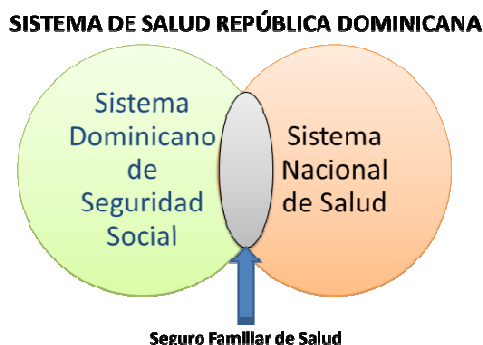 SISTEMA DE SALUD REPÚBLICA DOMINICANA
Sistema
Dominicano
de
Seguridad
Social
Sistema
Nacional
de Salud
Seguro Familiar de Salud